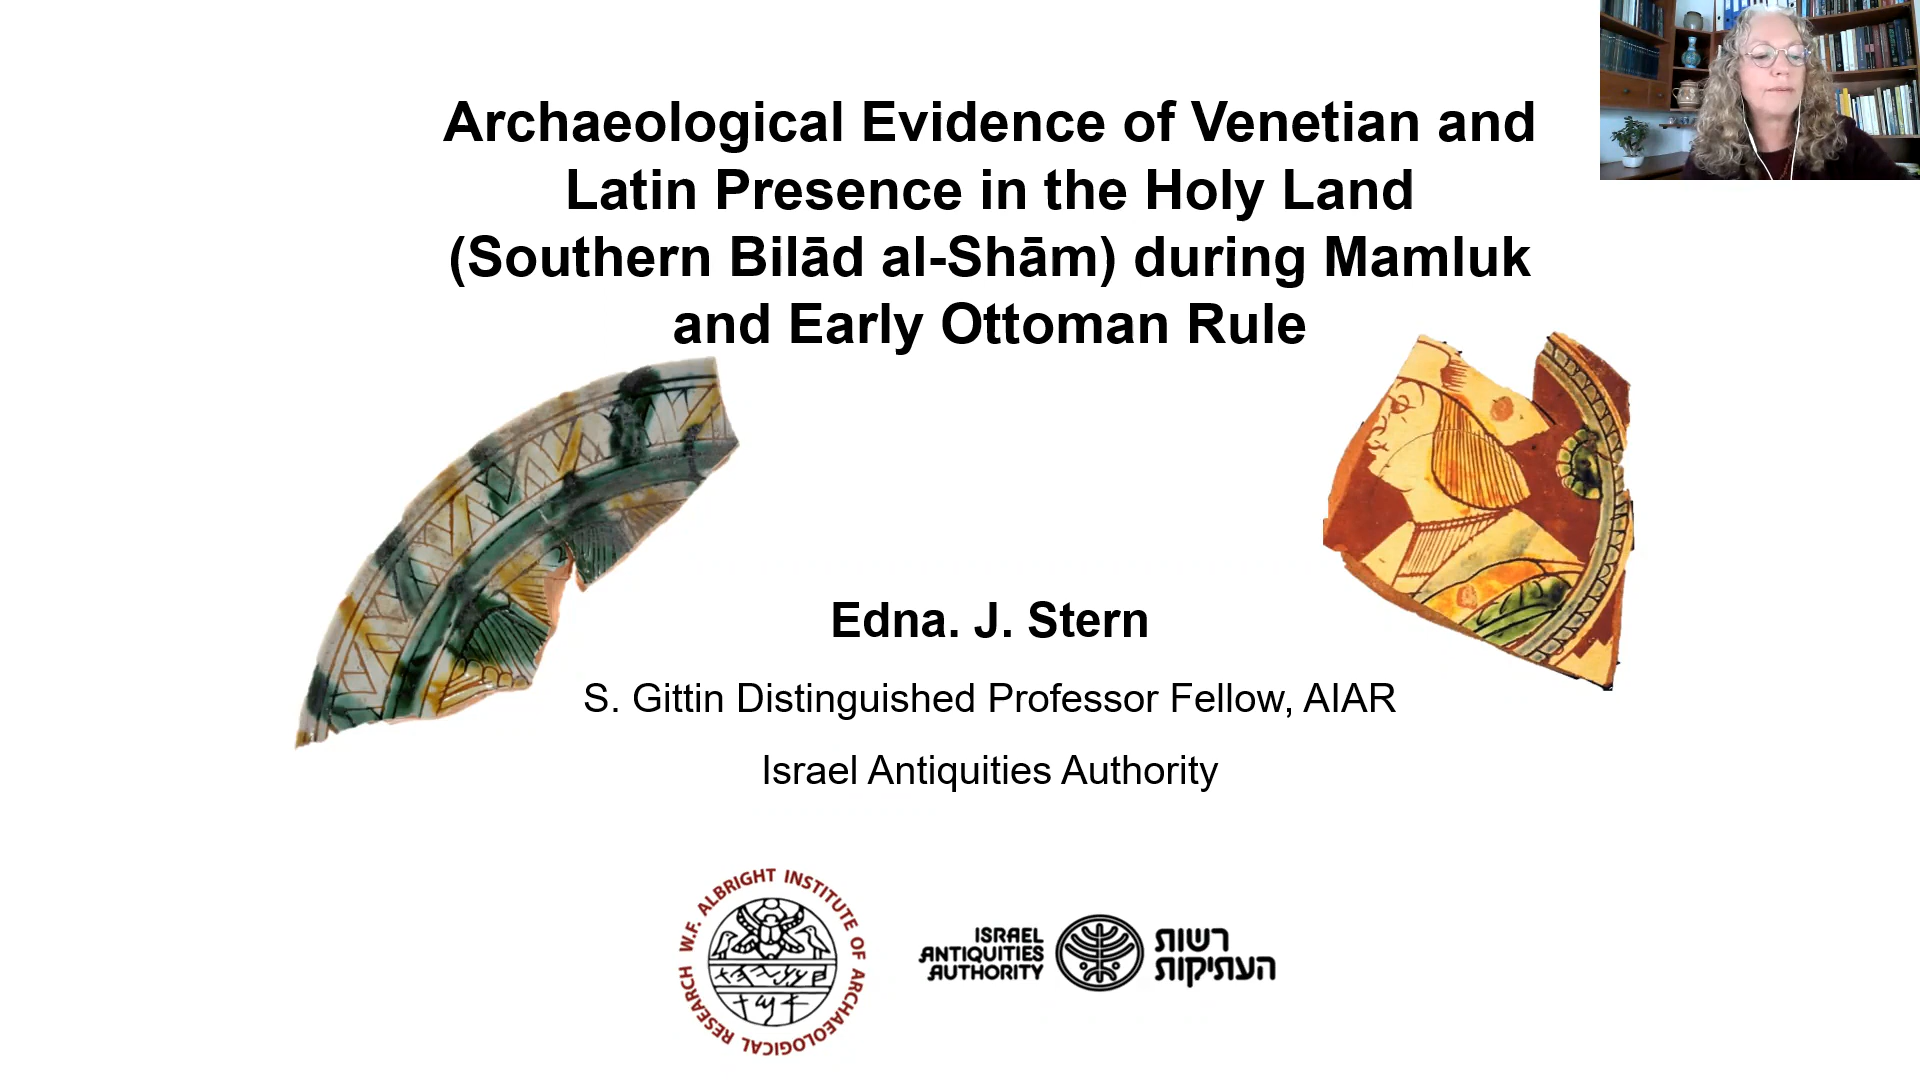 Archaeological Evidence of Venetian and
Latin Presence in the Holy Land
(Southern Bilād al-Shām) during Mamluk
and Early Ottoman Rule
Edna. J. Stern
S. Gittin Distinguished Professor Fellow, AIAR
Israel Antiquities Authority
W.F. ALBRIGHT INSTITUTE OF ARCHAEOLOGICAL RESEARCH
ISRAEL
ANTIQUITIES
AUTHORITY
רשות
העתיקות